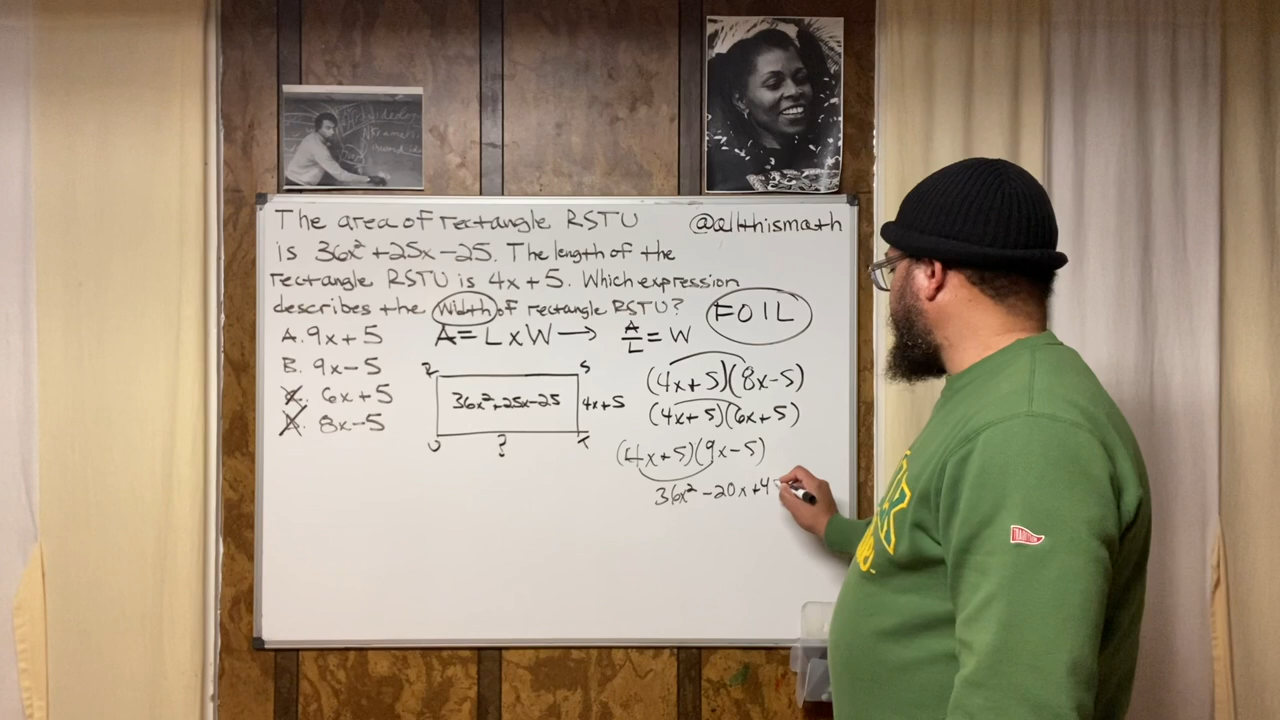 The area of rectangle RSTU
@allthismath
is 36x² + 25x - 25. The length of the
rectangle RSTU is 4x + 5. Which expression
describes the width of rectangle RSTU?
FOIL
A. 9x + 5
B. 9x - 5
6x + 5
8x - 5
A = L x W → A/L = W
R S
36x² + 25x - 25
4x + 5
U ? T
(4x + 5)(8x - 5)
(4x + 5)(6x + 5)
(4x + 5)(9x - 5)
36x² - 20x + 4
TRADITION